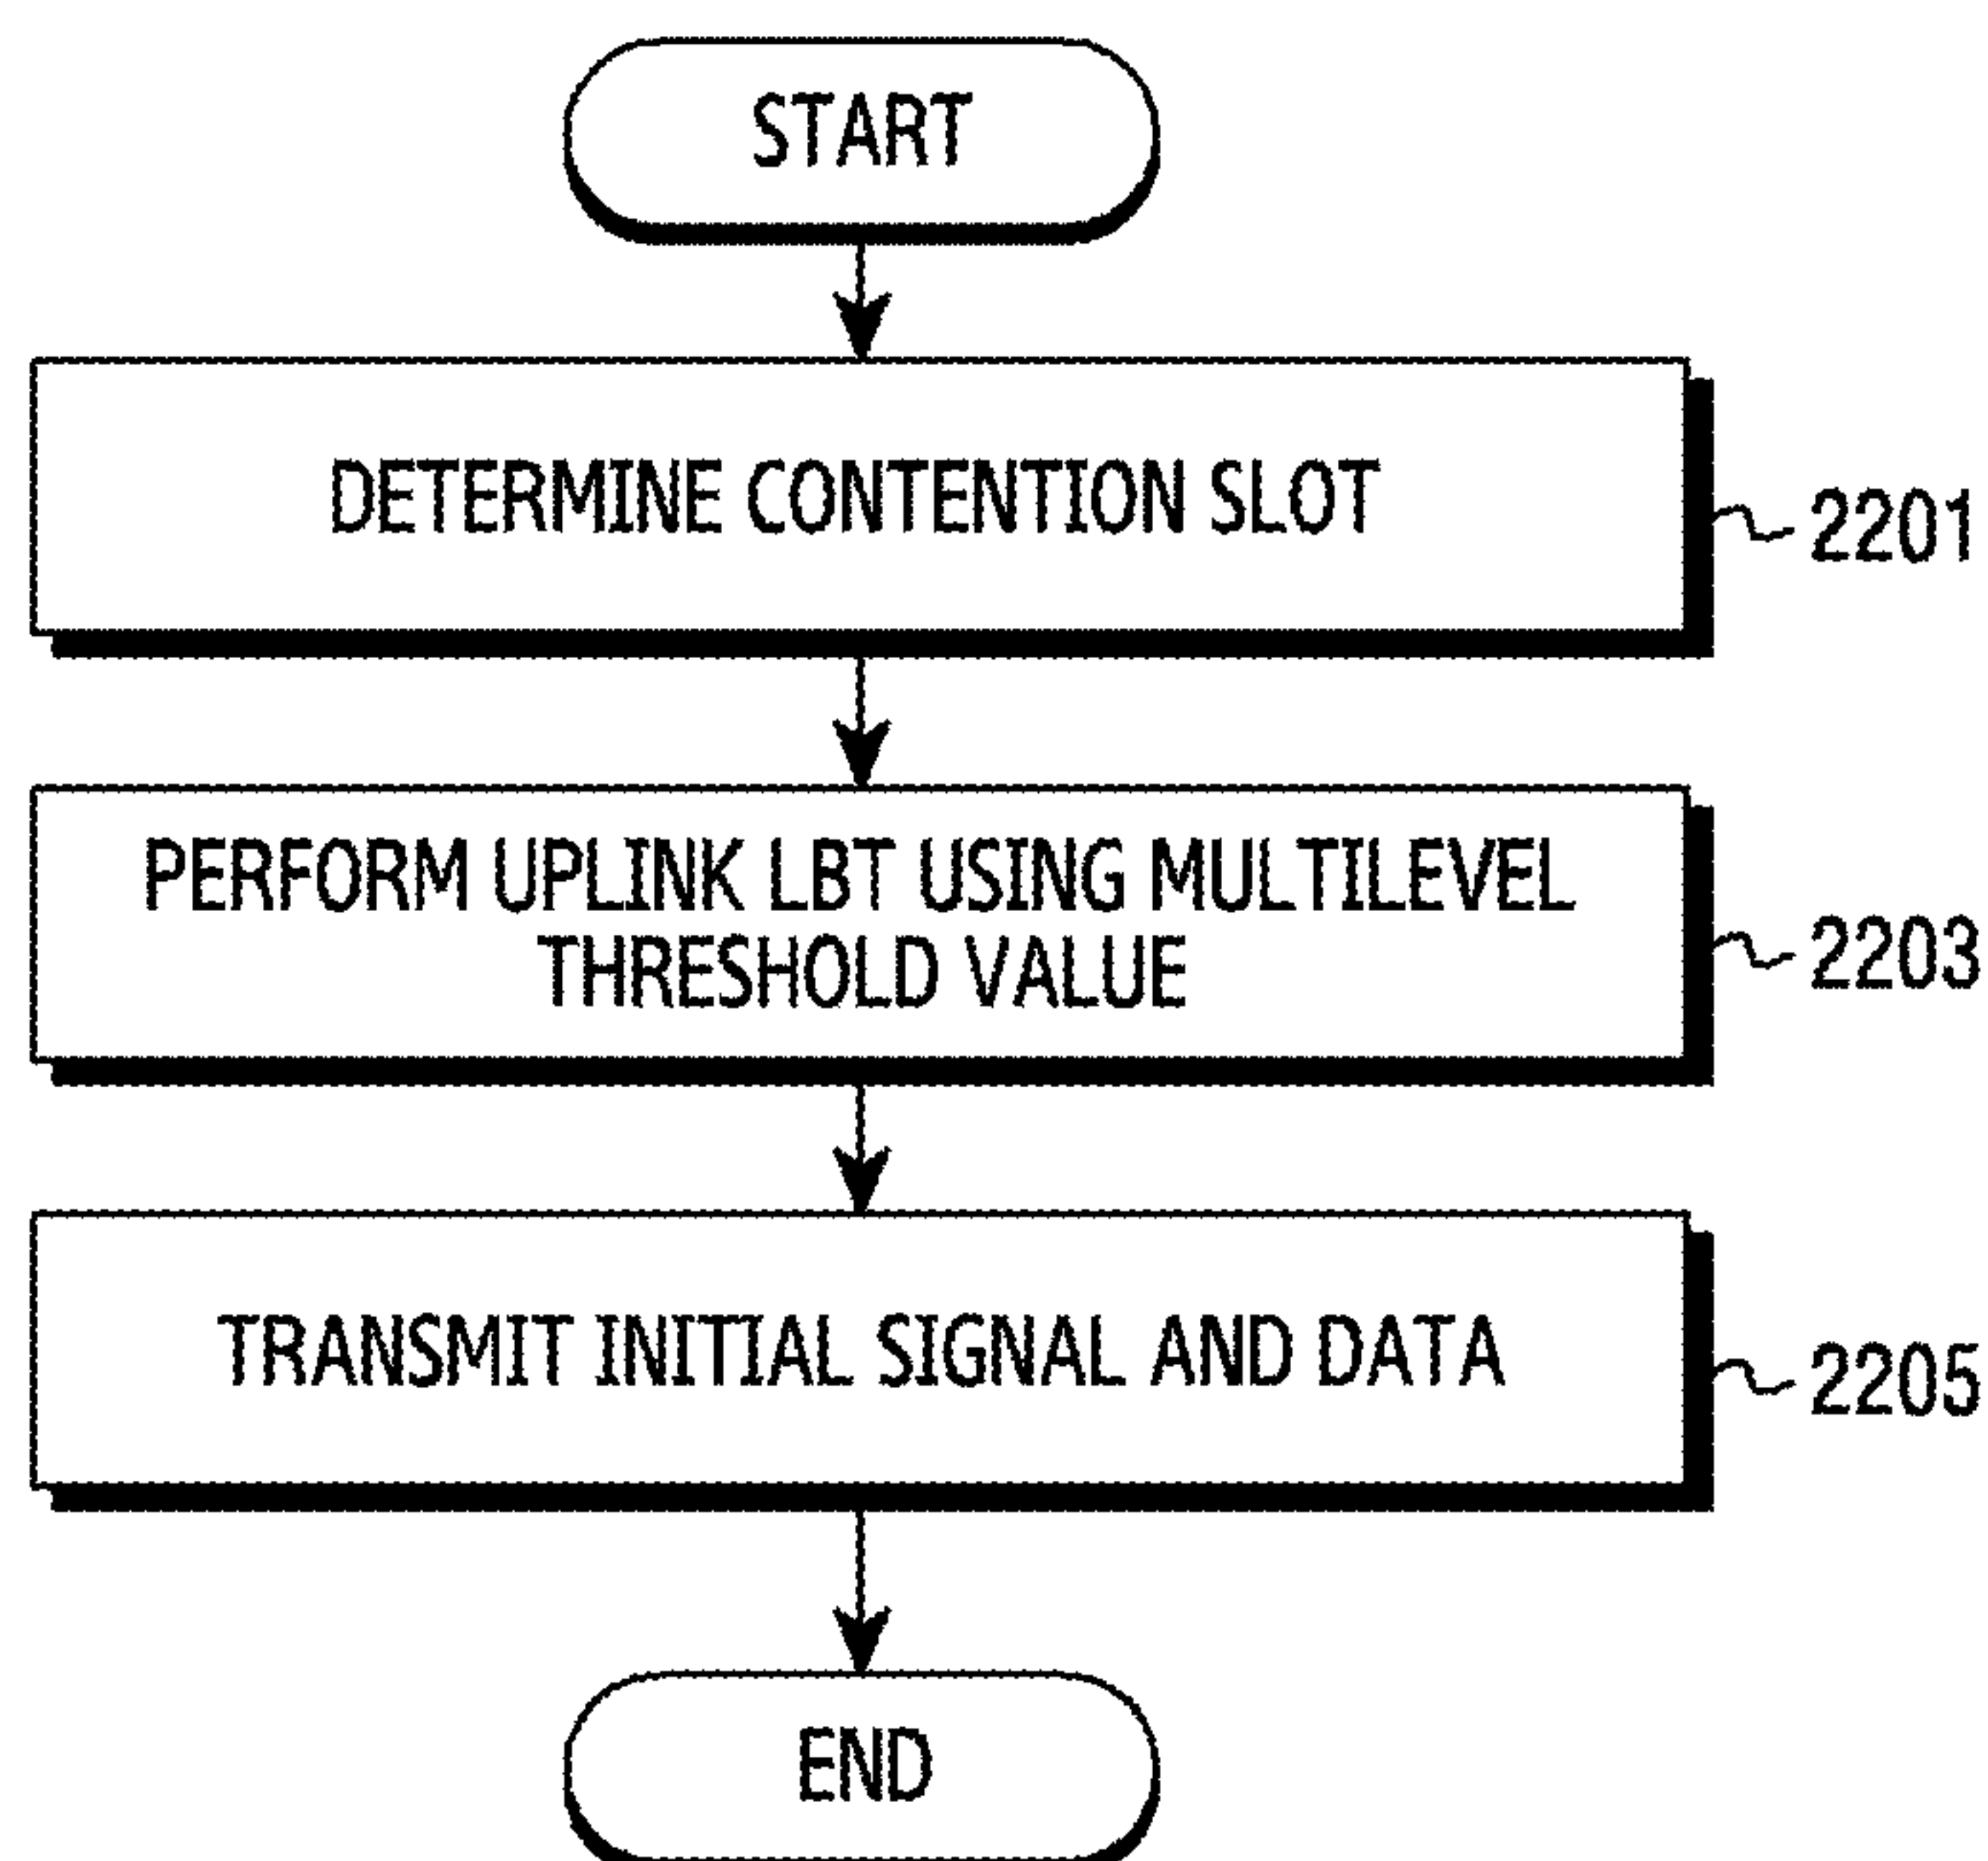 START
DETERMINE CONTENTION SLOT
2201
PERFORM UPLINK LBT USING MULTILEVEL
THRESHOLD VALUE
2203
TRANSMIT INITIAL SIGNAL AND DATA
2205
END